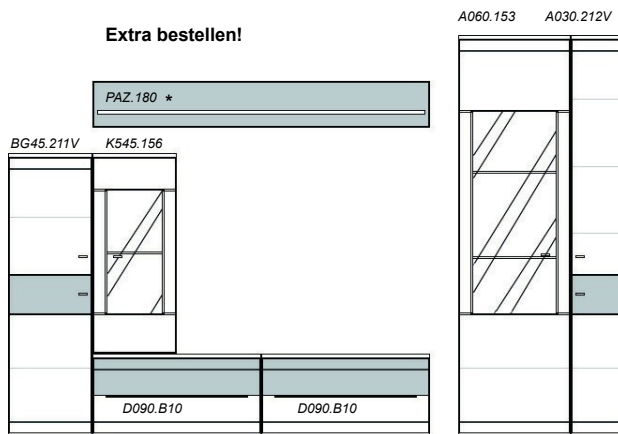 A060.153 A030.212V
Extra bestellen!
PAZ.180 *
BG45.211V K545.156
D090.B10 D090.B10